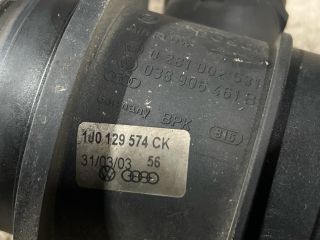 0 281 002 531
038 906 461 B
Germany BPK
1J0 129 574 CK
31/03/03 56